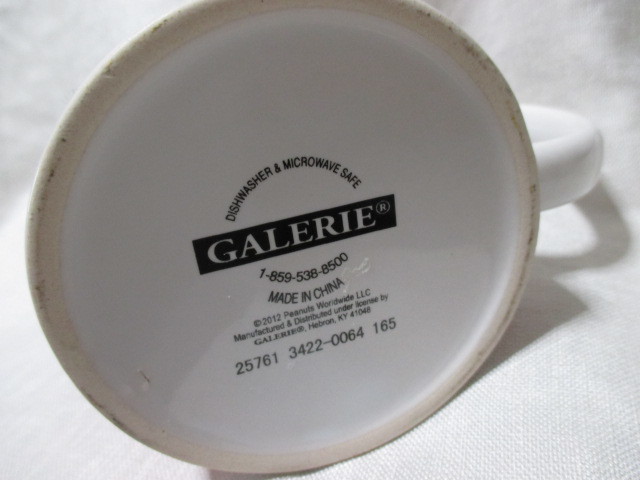 DISHWASHER & MICROWAVE SAFE
GALERIE®
1-859-538-8500
MADE IN CHINA
©2012 Peanuts Worldwide LLC
Manufactured & Distributed under license by
GALERIE®, Hebron, KY 41048
25761 3422-0064 165